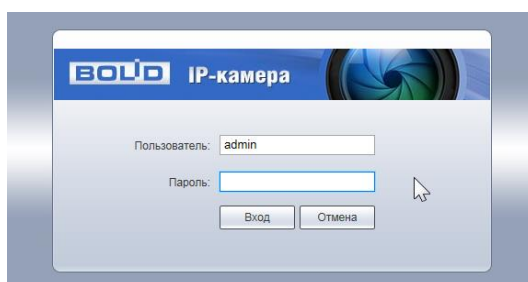 BOLID IP-камера
Пользователь: admin
Пароль:
Вход Отмена